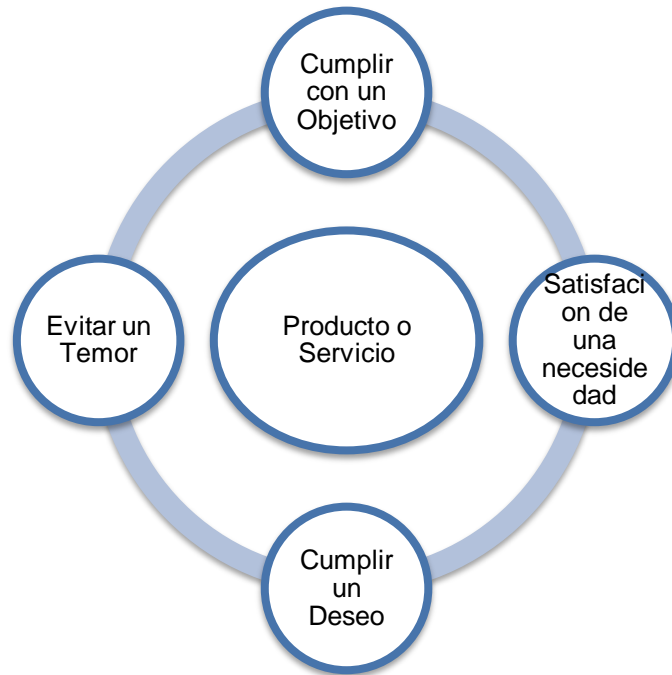 Cumplir
con un
Objetivo
Evitar un
Temor
Producto o
Servicio
Satisfaci
on de
una
neceside
dad
Cumplir
un
Deseo